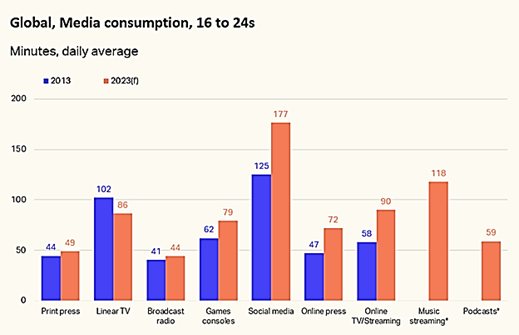 Global, Media consumption, 16 to 24s
Minutes, daily average
2013 2023(f)
200
150
100
50
0
44 49 102 86 41 44 62 79 125 177 47 72 58 90 118 59
Print press Linear TV Broadcast radio Games consoles Social media Online press Online TV/Streaming Music streaming* Podcasts*